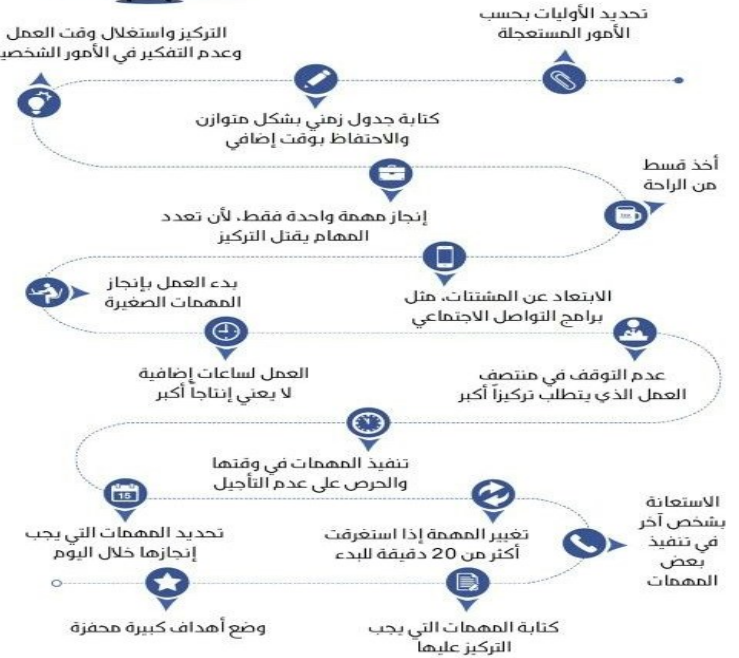 تحديد الأوليات بحسب
الأمور المستعجلة
كتابة جدول زمني بشكل متوازن
والاحتفاظ بوقت إضافي
التركيز واستغلال وقت العمل
وعدم التفكير في الأمور الشخصية
إنجاز مهمة واحدة فقط، لأن تعدد
المهام يقتل التركيز
أخذ قسط
من الراحة
الابتعاد عن المشتتات، مثل
برامج التواصل الاجتماعي
بدء العمل بإنجاز
المهمات الصغيرة
العمل لساعات إضافية
لا يعني إنتاجاً أكبر
عدم التوقف في منتصف
العمل الذي يتطلب تركيزاً أكبر
تنفيذ المهمات في وقتها
والحرص على عدم التأجيل
تحديد المهمات التي يجب
إنجازها خلال اليوم
15
تغيير المهمة إذا استغرقت
أكثر من 20 دقيقة للبدء
الاستعانة
بشخص آخر
في تنفيذ
بعض
المهمات
كتابة المهمات التي يجب
التركيز عليها
وضع أهداف كبيرة محفزة